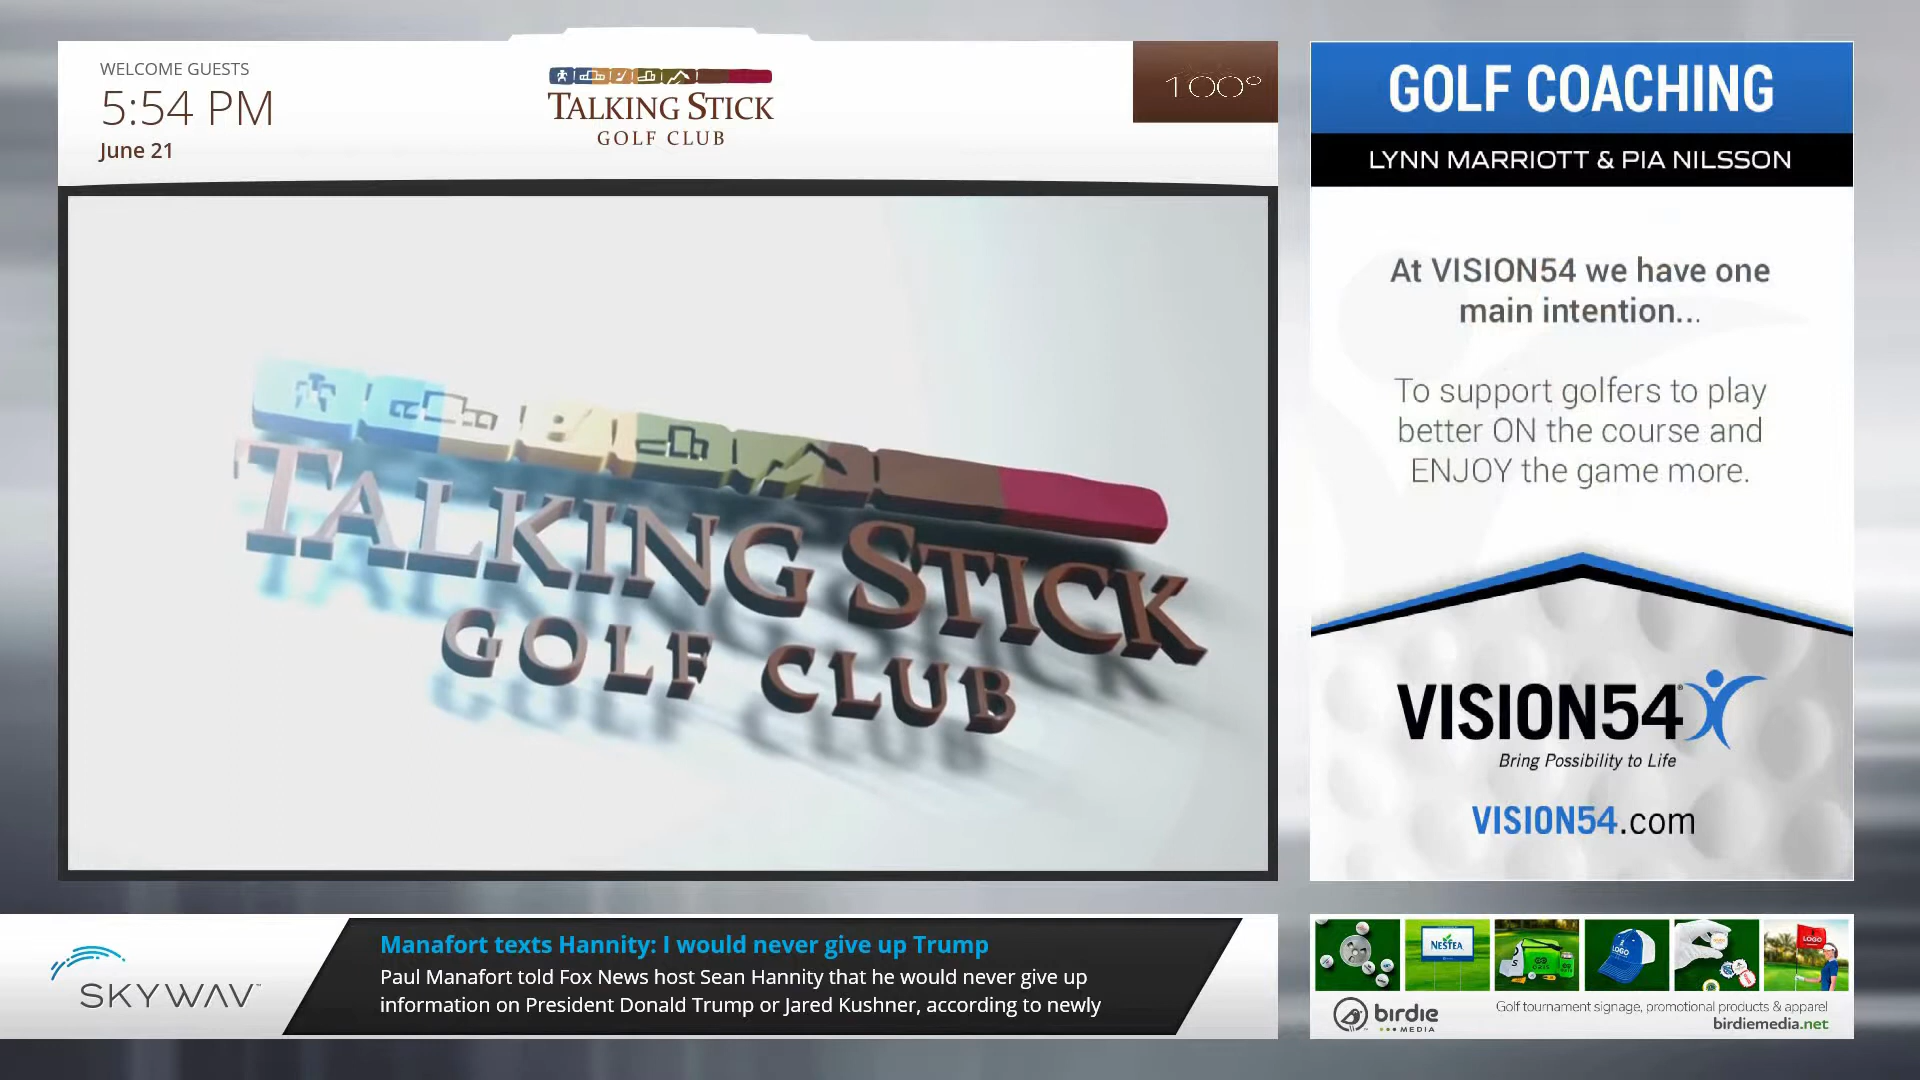 WELCOME GUESTS
5:54 PM
June 21
TALKING STICK
GOLF CLUB
100°
TALKING STICK
GOLF CLUB
GOLF COACHING
LYNN MARRIOTT & PIA NILSSON
At VISION54 we have one
main intention...
To support golfers to play
better ON the course and
ENJOY the game more.
VISION54®
Bring Possibility to Life
VISION54.com
SKYWAV™
Manafort texts Hannity: I would never give up Trump
Paul Manafort told Fox News host Sean Hannity that he would never give up
information on President Donald Trump or Jared Kushner, according to newly
NESTEA
LOGO
LOGO
birdie
MEDIA
Golf tournament signage, promotional products & apparel
birdiemedia.net